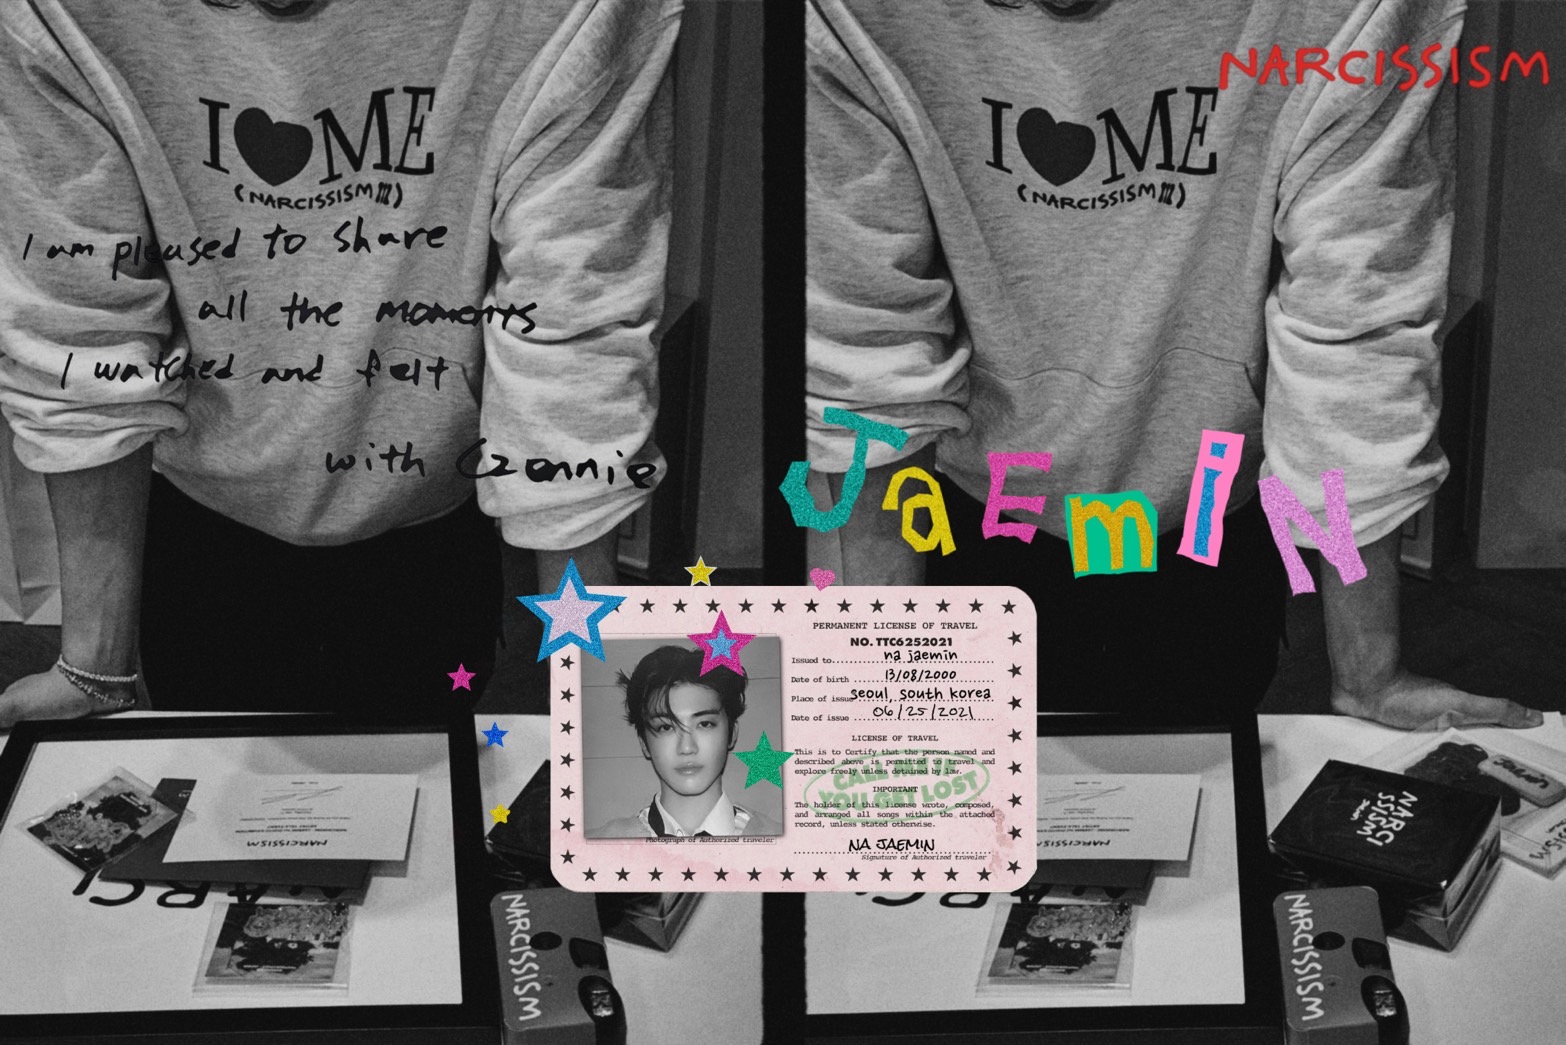 I ♥ ME
(NARCISSISM)
I am pleased to share
all the moments
I watched and felt
with Czennie
I ♥ ME
(NARCISSISM)
NARCISSISM
JaEmiN
PERMANENT LICENSE OF TRAVEL
NO. TTC6252021
Issued to na jaemin
Date of birth 13/08/2000
Place of issue seoul, south korea
Date of issue 06/25/2021
LICENSE OF TRAVEL
This is to Certify that the person named and
described above is permitted to travel and
explore freely unless detained by law.
CALL ME IF
YOU GET LOST
IMPORTANT
The holder of this license wrote, composed,
and arranged all songs within the attached
record, unless stated otherwise.
NA JAEMIN
Photograph of Authorized traveler
Signature of Authorized traveler
NARCISSISM
NARCI
NARCISSISM
NARCISSISM
NARCI
NARCI
SSISM
NARCISSISM